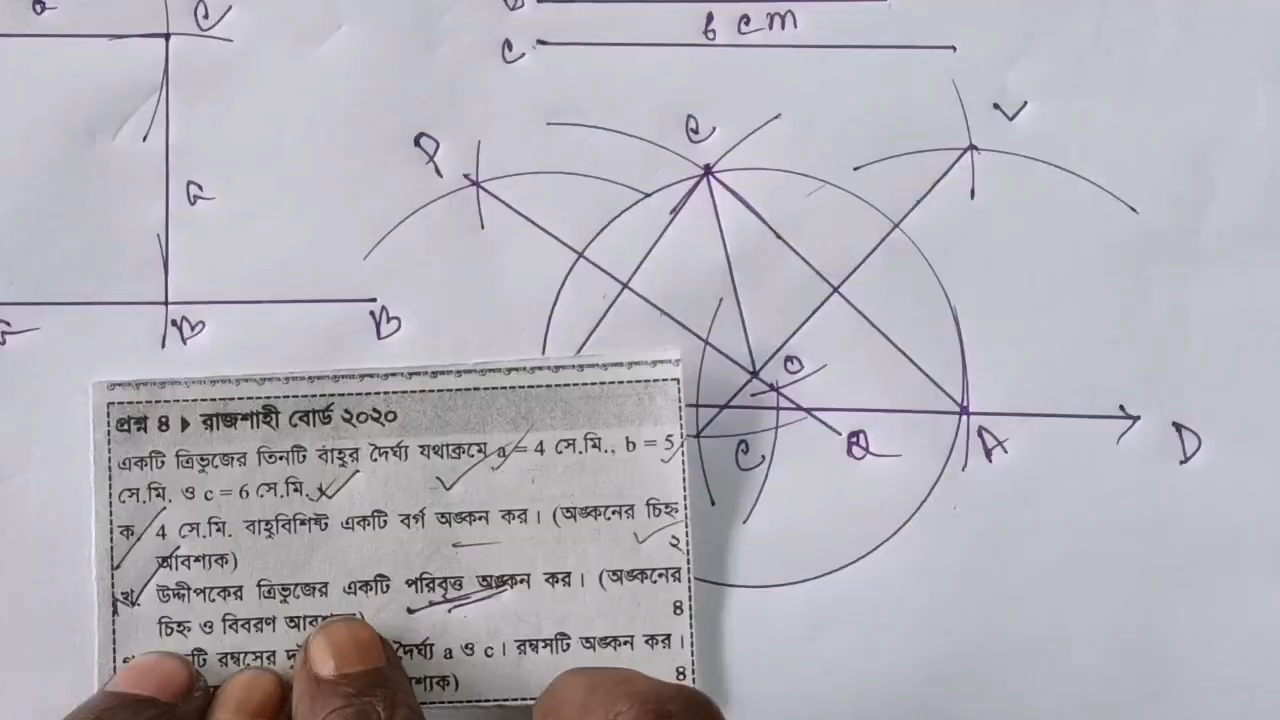 C
6 cm
C
P
C
V
G
B
B
প্রশ্ন ৪ ▶ রাজশাহী বোর্ড ২০২০
একটি ত্রিভুজের তিনটি বাহুর দৈর্ঘ্য যথাক্রমে a = 4 সে.মি., b = 5
সে.মি. ও c = 6 সে.মি.
ক. 4 সে.মি. বাহুবিশিষ্ট একটি বর্গ অঙ্কন কর। (অঙ্কনের চিহ্ন
আবশ্যক) ২
খ. উদ্দীপকের ত্রিভুজের একটি পরিবৃত্ত অঙ্কন কর। (অঙ্কনের
চিহ্ন ও বিবরণ ৪
টি রম্বসের দৈর্ঘ্য a ও c। রম্বসটি অঙ্কন কর।
৪
O
C
Q
A
D